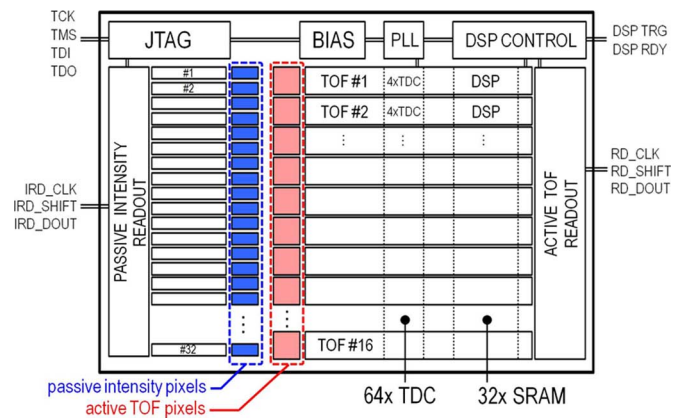 TCK
TMS
TDI
TDO
JTAG
BIAS
PLL
DSP CONTROL
DSP TRG
DSP RDY
#1
#2
TOF #1
4xTDC
DSP
TOF #2
4xTDC
DSP
PASSIVE INTENSITY
READOUT
IRD_CLK
IRD_SHIFT
IRD_DOUT
ACTIVE TOF
READOUT
RD_CLK
RD_SHIFT
RD_DOUT
#32
TOF #16
passive intensity pixels
active TOF pixels
64x TDC
32x SRAM